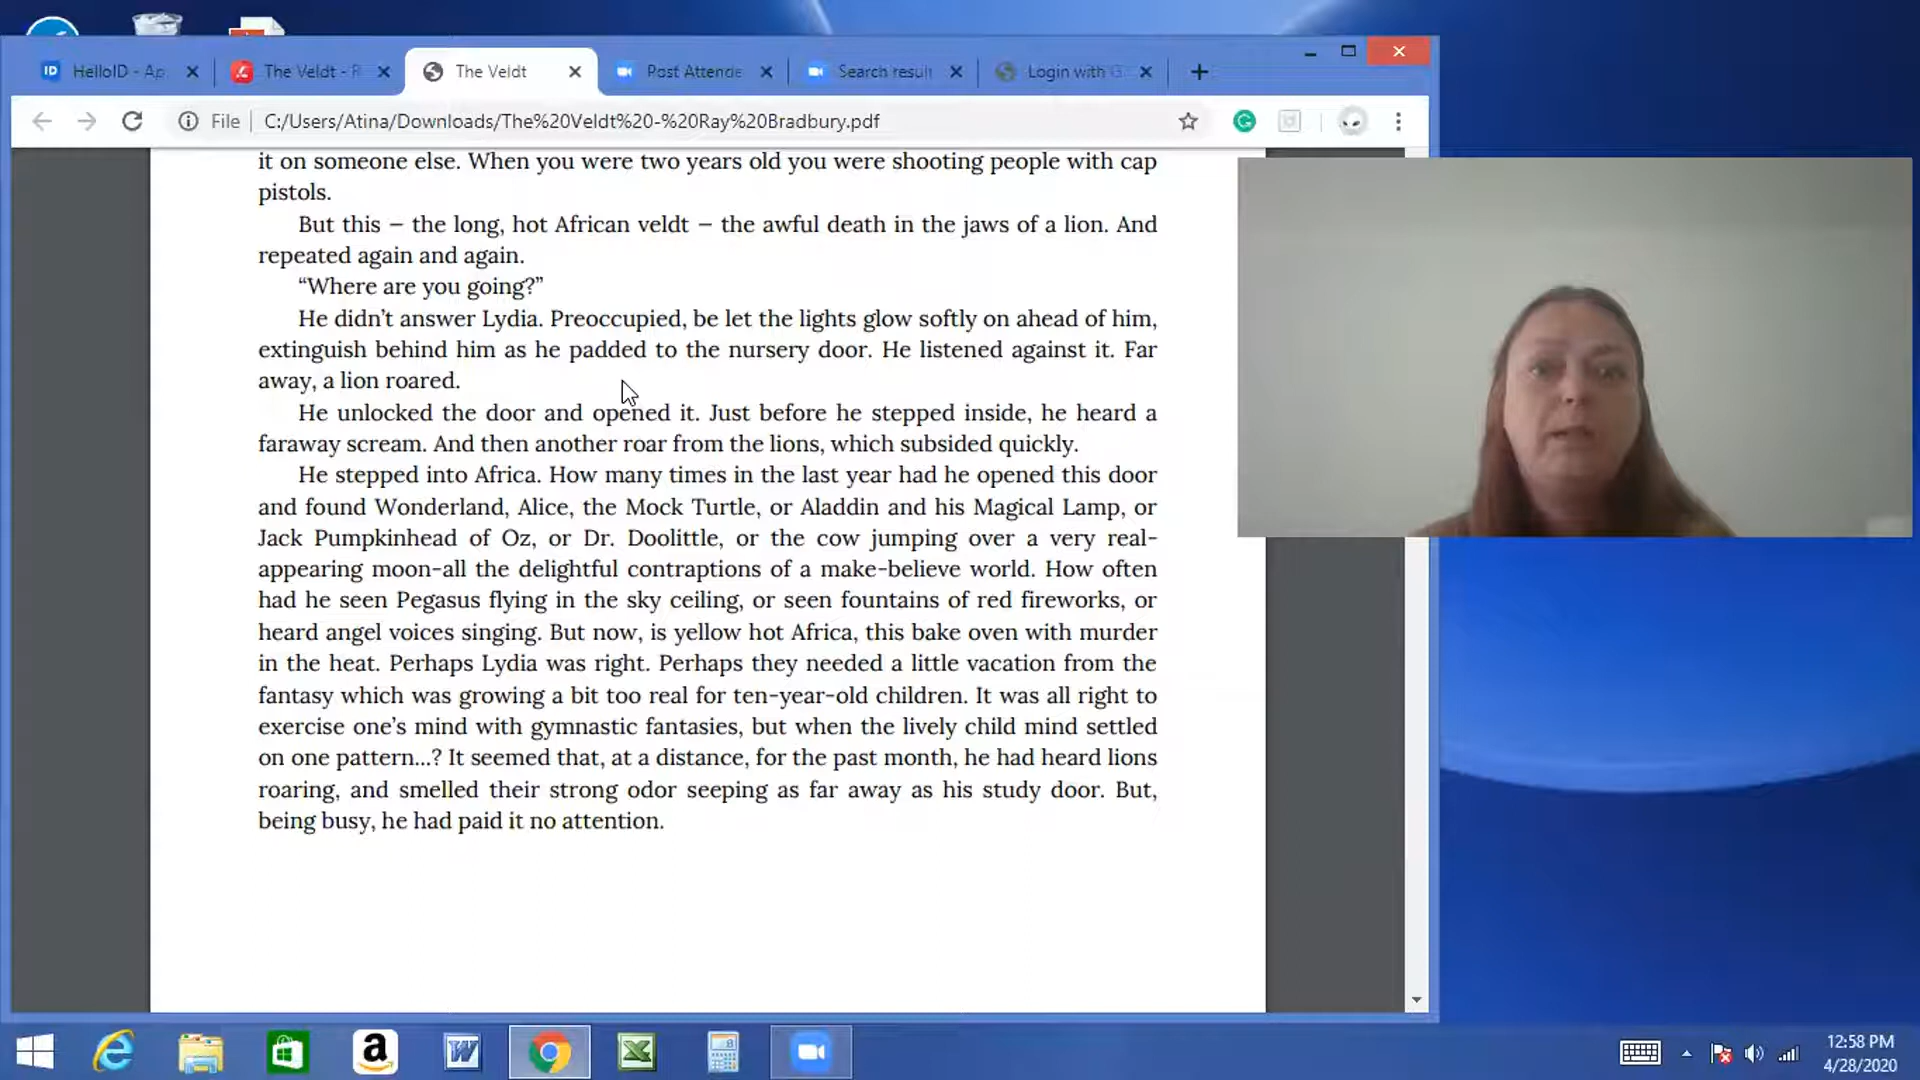 HelloID - Ap
The Veldt - R
The Veldt
Post Attende
Search result
Login with G
File
C:/Users/Atina/Downloads/The%20Veldt%20-%20Ray%20Bradbury.pdf
it on someone else. When you were two years old you were shooting people with cap
pistols.
But this – the long, hot African veldt – the awful death in the jaws of a lion. And
repeated again and again.
“Where are you going?”
He didn’t answer Lydia. Preoccupied, be let the lights glow softly on ahead of him,
extinguish behind him as he padded to the nursery door. He listened against it. Far
away, a lion roared.
He unlocked the door and opened it. Just before he stepped inside, he heard a
faraway scream. And then another roar from the lions, which subsided quickly.
He stepped into Africa. How many times in the last year had he opened this door
and found Wonderland, Alice, the Mock Turtle, or Aladdin and his Magical Lamp, or
Jack Pumpkinhead of Oz, or Dr. Doolittle, or the cow jumping over a very real-
appearing moon-all the delightful contraptions of a make-believe world. How often
had he seen Pegasus flying in the sky ceiling, or seen fountains of red fireworks, or
heard angel voices singing. But now, is yellow hot Africa, this bake oven with murder
in the heat. Perhaps Lydia was right. Perhaps they needed a little vacation from the
fantasy which was growing a bit too real for ten-year-old children. It was all right to
exercise one’s mind with gymnastic fantasies, but when the lively child mind settled
on one pattern...? It seemed that, at a distance, for the past month, he had heard lions
roaring, and smelled their strong odor seeping as far away as his study door. But,
being busy, he had paid it no attention.
12:58 PM
4/28/2020